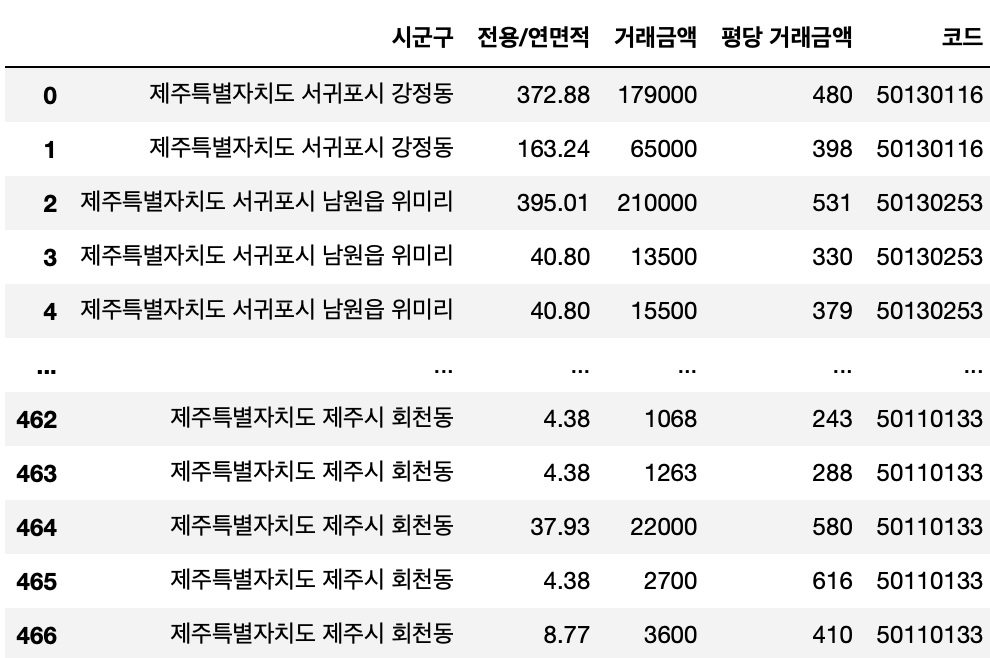 시군구 전용/연면적 거래금액 평당 거래금액 코드
0 제주특별자치도 서귀포시 강정동 372.88 179000 480 50130116
1 제주특별자치도 서귀포시 강정동 163.24 65000 398 50130116
2 제주특별자치도 서귀포시 남원읍 위미리 395.01 210000 531 50130253
3 제주특별자치도 서귀포시 남원읍 위미리 40.80 13500 330 50130253
4 제주특별자치도 서귀포시 남원읍 위미리 40.80 15500 379 50130253
... ... ... ... ... ...
462 제주특별자치도 제주시 회천동 4.38 1068 243 50110133
463 제주특별자치도 제주시 회천동 4.38 1263 288 50110133
464 제주특별자치도 제주시 회천동 37.93 22000 580 50110133
465 제주특별자치도 제주시 회천동 4.38 2700 616 50110133
466 제주특별자치도 제주시 회천동 8.77 3600 410 50110133